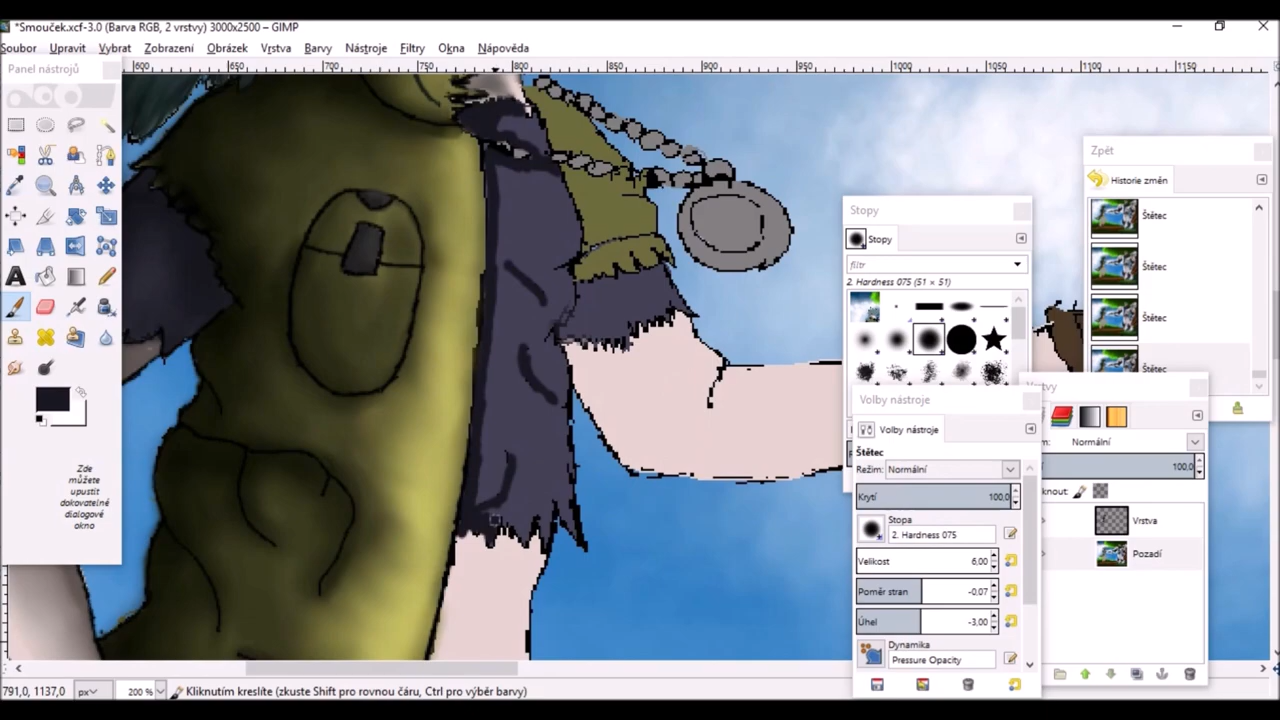 *Smouček.xcf-3.0 (Barva RGB, 2 vrstvy) 3000x2500 – GIMP
Soubor Upravit Vybrat Zobrazení Obrázek Vrstva Barvy Nástroje Filtry Okna Nápověda
Panel nástrojů
600 650 700 750 800 850 900 950 1000 1050 1100 1150
Zpět
Historie změn
Štětec
Štětec
Štětec
Štětec
Stopy
Stopy
filtr
2. Hardness 075 (51 × 51)
Zde
můžete
upustit
dokovatelné
dialogové
okno
Volby nástroje
Volby nástroje
Štětec
Režim: Normální
Krytí 100,0
Stopa
2. Hardness 075
Velikost 6,00
Poměr stran -0,07
Úhel -3,00
Dynamika
Pressure Opacity
Normální
100,0
Vrstva
Pozadí
791,0, 1137,0 px 200 % Kliknutím kreslíte (zkuste Shift pro rovnou čáru, Ctrl pro výběr barvy)